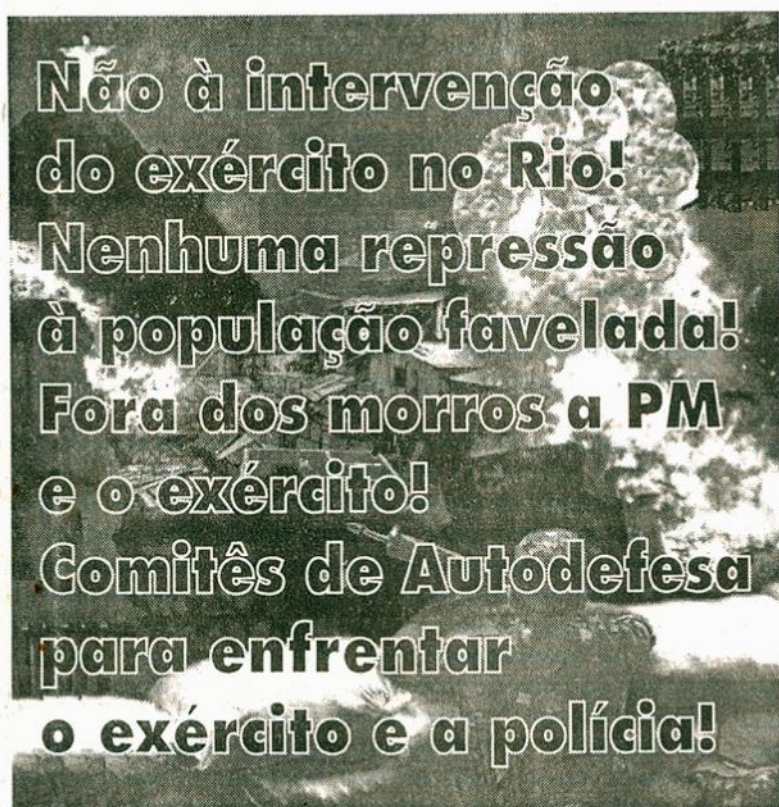 Não à intervenção
do exército no Rio!
Nenhuma repressão
à população favelada!
Fora dos morros a PM
e o exército!
Comitês de Autodefesa
para enfrentar
o exército e a polícia!